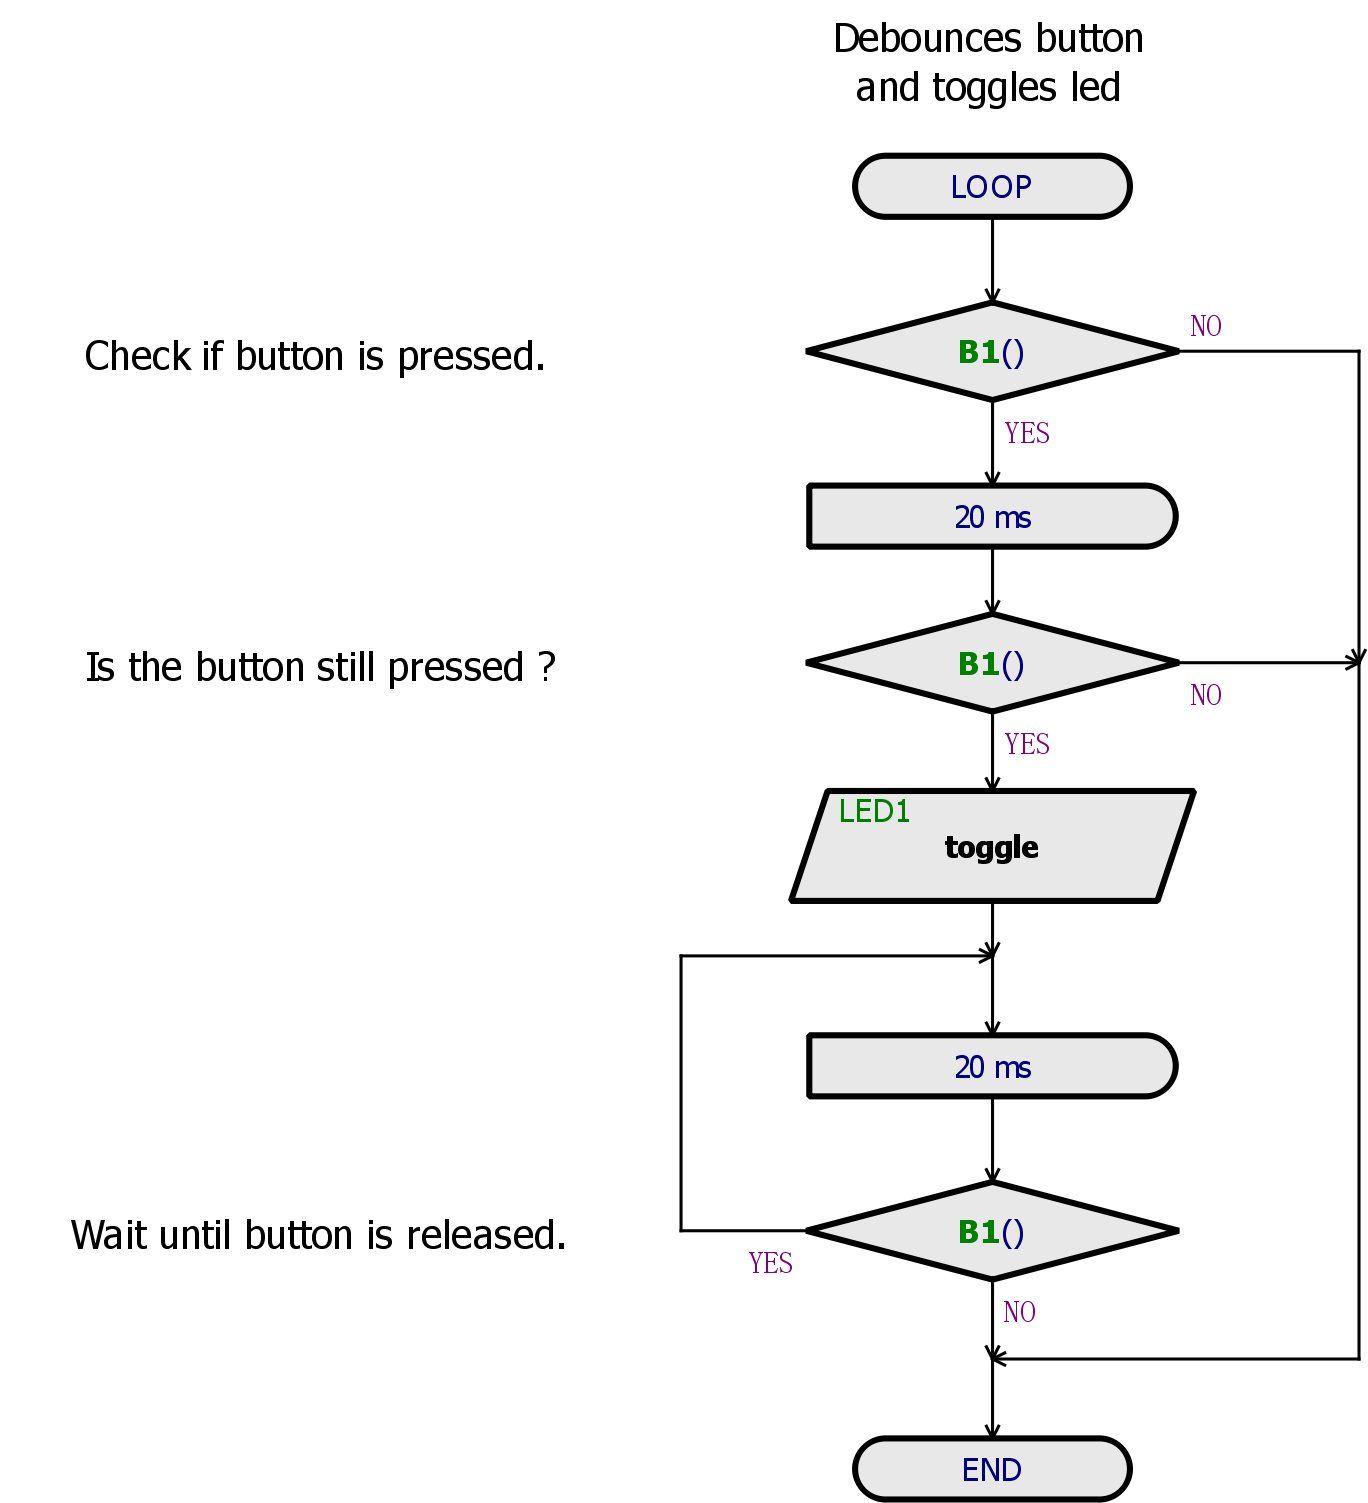 Debounces button
and toggles led
LOOP
Check if button is pressed.
B1()
NO
YES
20 ms
Is the button still pressed ?
B1()
NO
YES
LED1
toggle
20 ms
Wait until button is released.
B1()
YES
NO
END